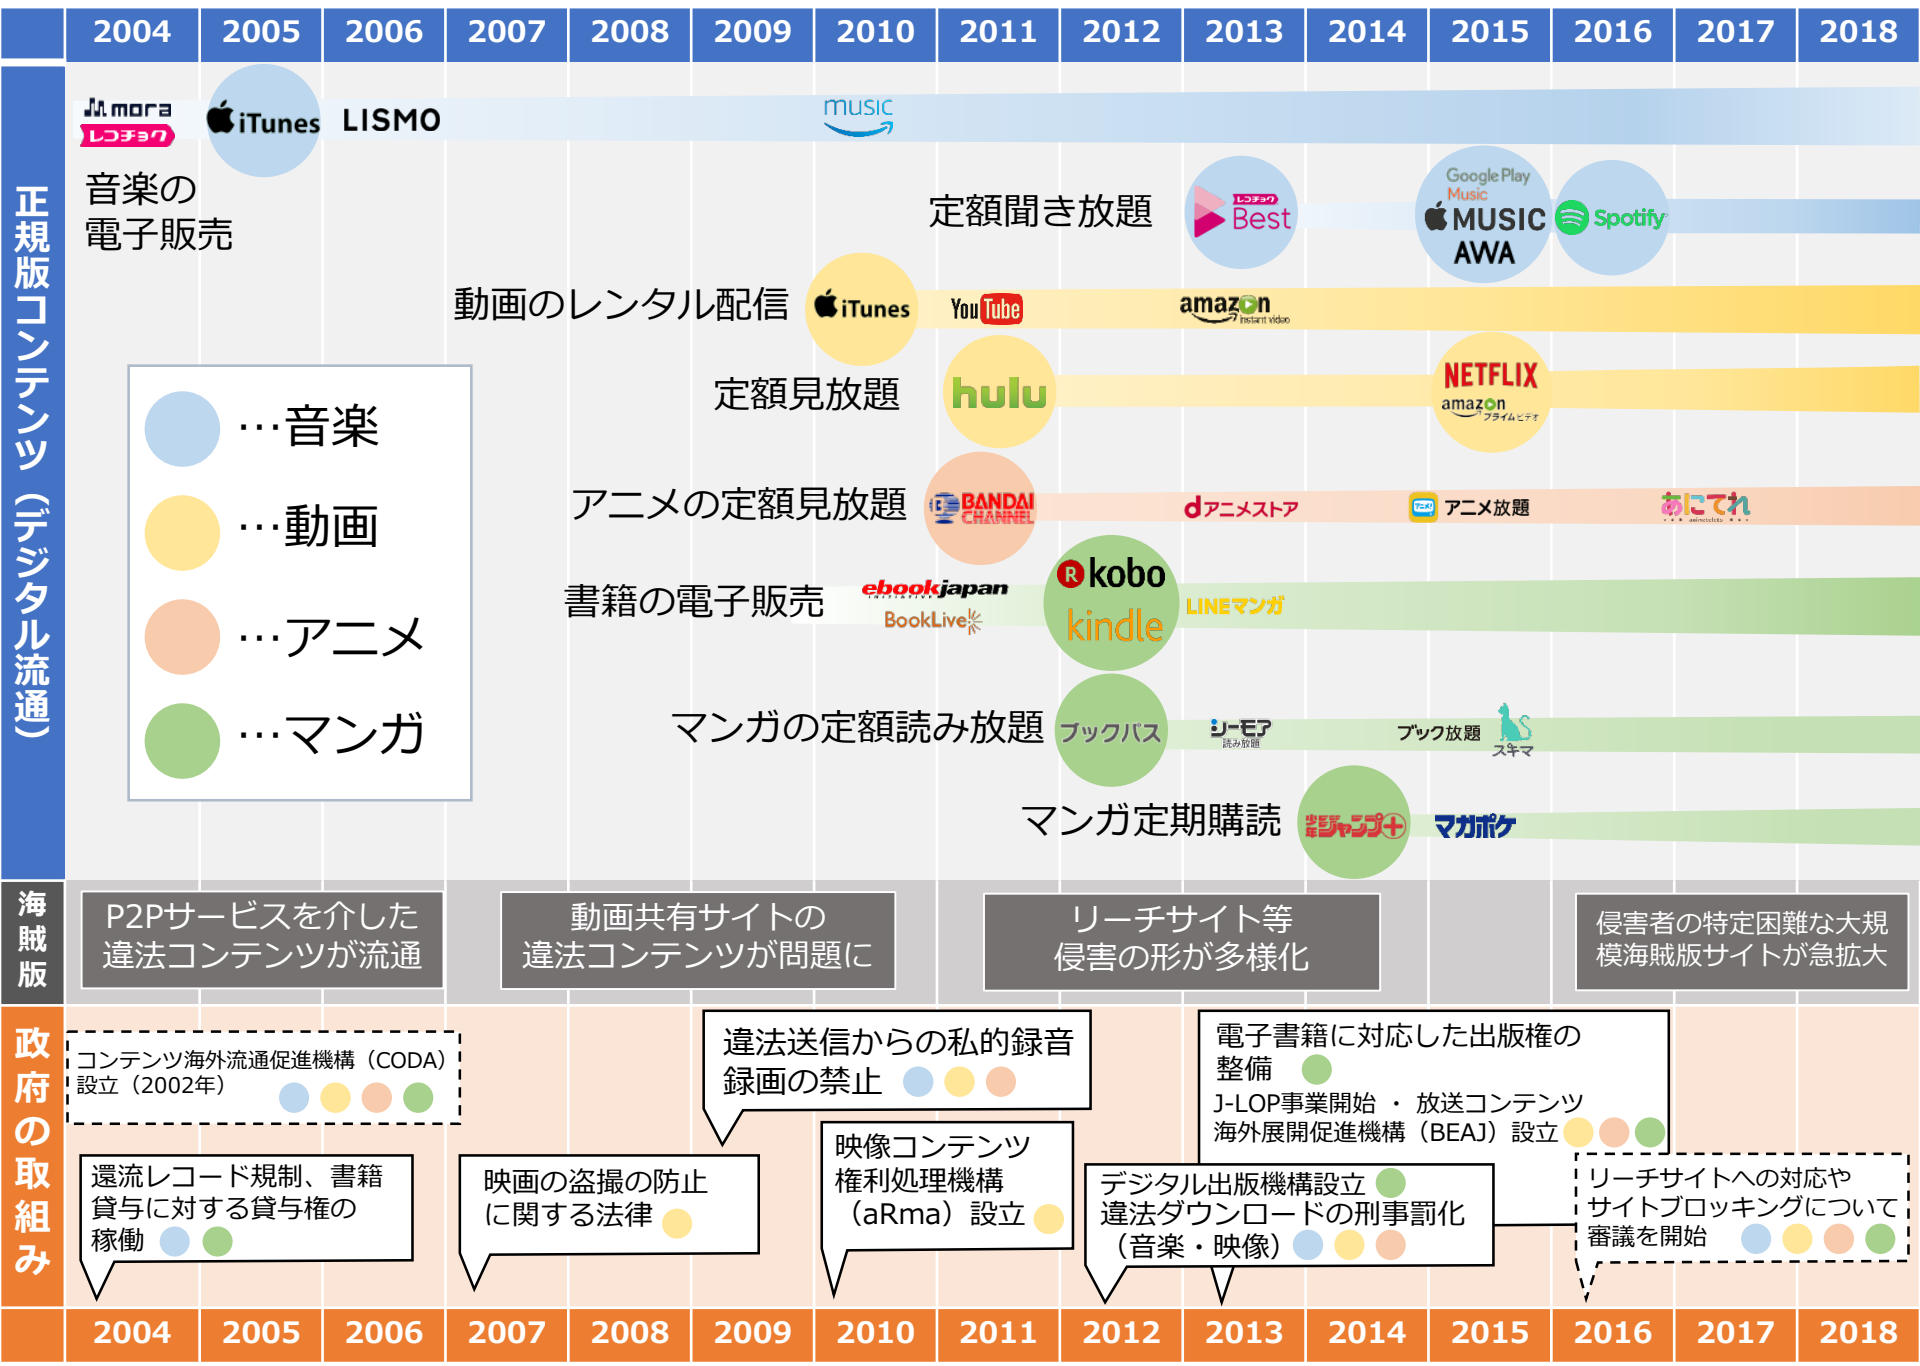 2004 2005 2006 2007 2008 2009 2010 2011 2012 2013 2014 2015 2016 2017 2018
正規版コンテンツ（デジタル流通）
mora
レコチョク
iTunes
LISMO
music
音楽の
電子販売
定額聞き放題
レコチョク
Best
Google Play
Music
MUSIC
AWA
Spotify
動画のレンタル配信
iTunes
YouTube
amazon
instant video
定額見放題
hulu
NETFLIX
amazon
プライムビデオ
…音楽
…動画
…アニメ
…マンガ
アニメの定額見放題
BANDAI
CHANNEL
dアニメストア
アニメ放題
あにてれ
書籍の電子販売
ebookjapan
INITIATIVE
BookLive
R kobo
kindle
LINEマンガ
マンガの定額読み放題
ブックパス
シーモア
読み放題
ブック放題
スキマ
マンガ定期購読
少年ジャンプ+
マガポケ
海賊版
P2Pサービスを介した
違法コンテンツが流通
動画共有サイトの
違法コンテンツが問題に
リーチサイト等
侵害の形が多様化
侵害者の特定困難な大規
模海賊版サイトが急拡大
政府の取組み
コンテンツ海外流通促進機構（CODA）
設立（2002年）
還流レコード規制、書籍
貸与に対する貸与権の
稼働
映画の盗撮の防止
に関する法律
違法送信からの私的録音
録画の禁止
映像コンテンツ
権利処理機構
（aRma）設立
電子書籍に対応した出版権の
整備
J-LOP事業開始 ・ 放送コンテンツ
海外展開促進機構（BEAJ）設立
デジタル出版機構設立
違法ダウンロードの刑事罰化
（音楽・映像）
リーチサイトへの対応や
サイトブロッキングについて
審議を開始
2004 2005 2006 2007 2008 2009 2010 2011 2012 2013 2014 2015 2016 2017 2018